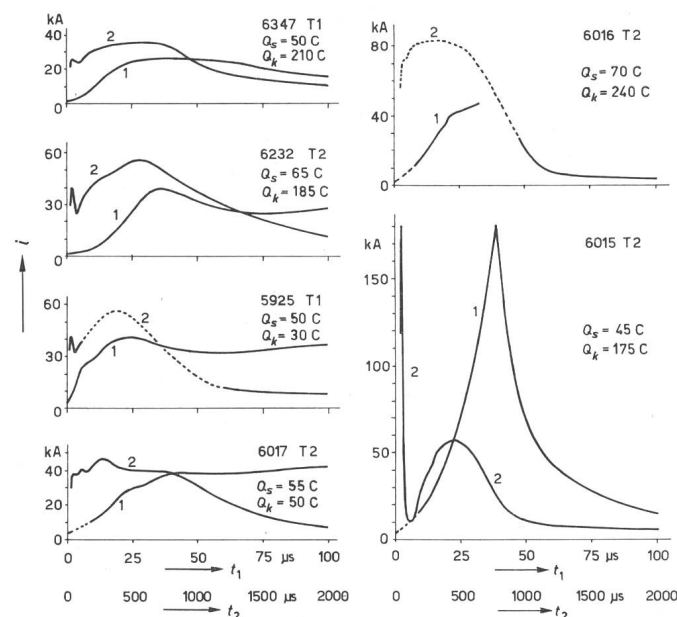 kA
6347 T1
Qs = 50 C
Qk = 210 C
40
20
0
2
1
6232 T2
Qs = 65 C
Qk = 185 C
60
30
0
2
1
i
kA
5925 T1
Qs = 50 C
Qk = 30 C
60
30
0
2
1
kA
6017 T2
Qs = 55 C
Qk = 50 C
40
20
0
2
1
0 25 50 75 μs 100
t1
0 500 1000 1500 μs 2000
t2
kA
6016 T2
Qs = 70 C
Qk = 240 C
80
40
0
2
1
kA
6015 T2
Qs = 45 C
Qk = 175 C
150
100
50
0
1
2
2
0 25 50 75 μs 100
t1
0 500 1000 1500 μs 2000
t2